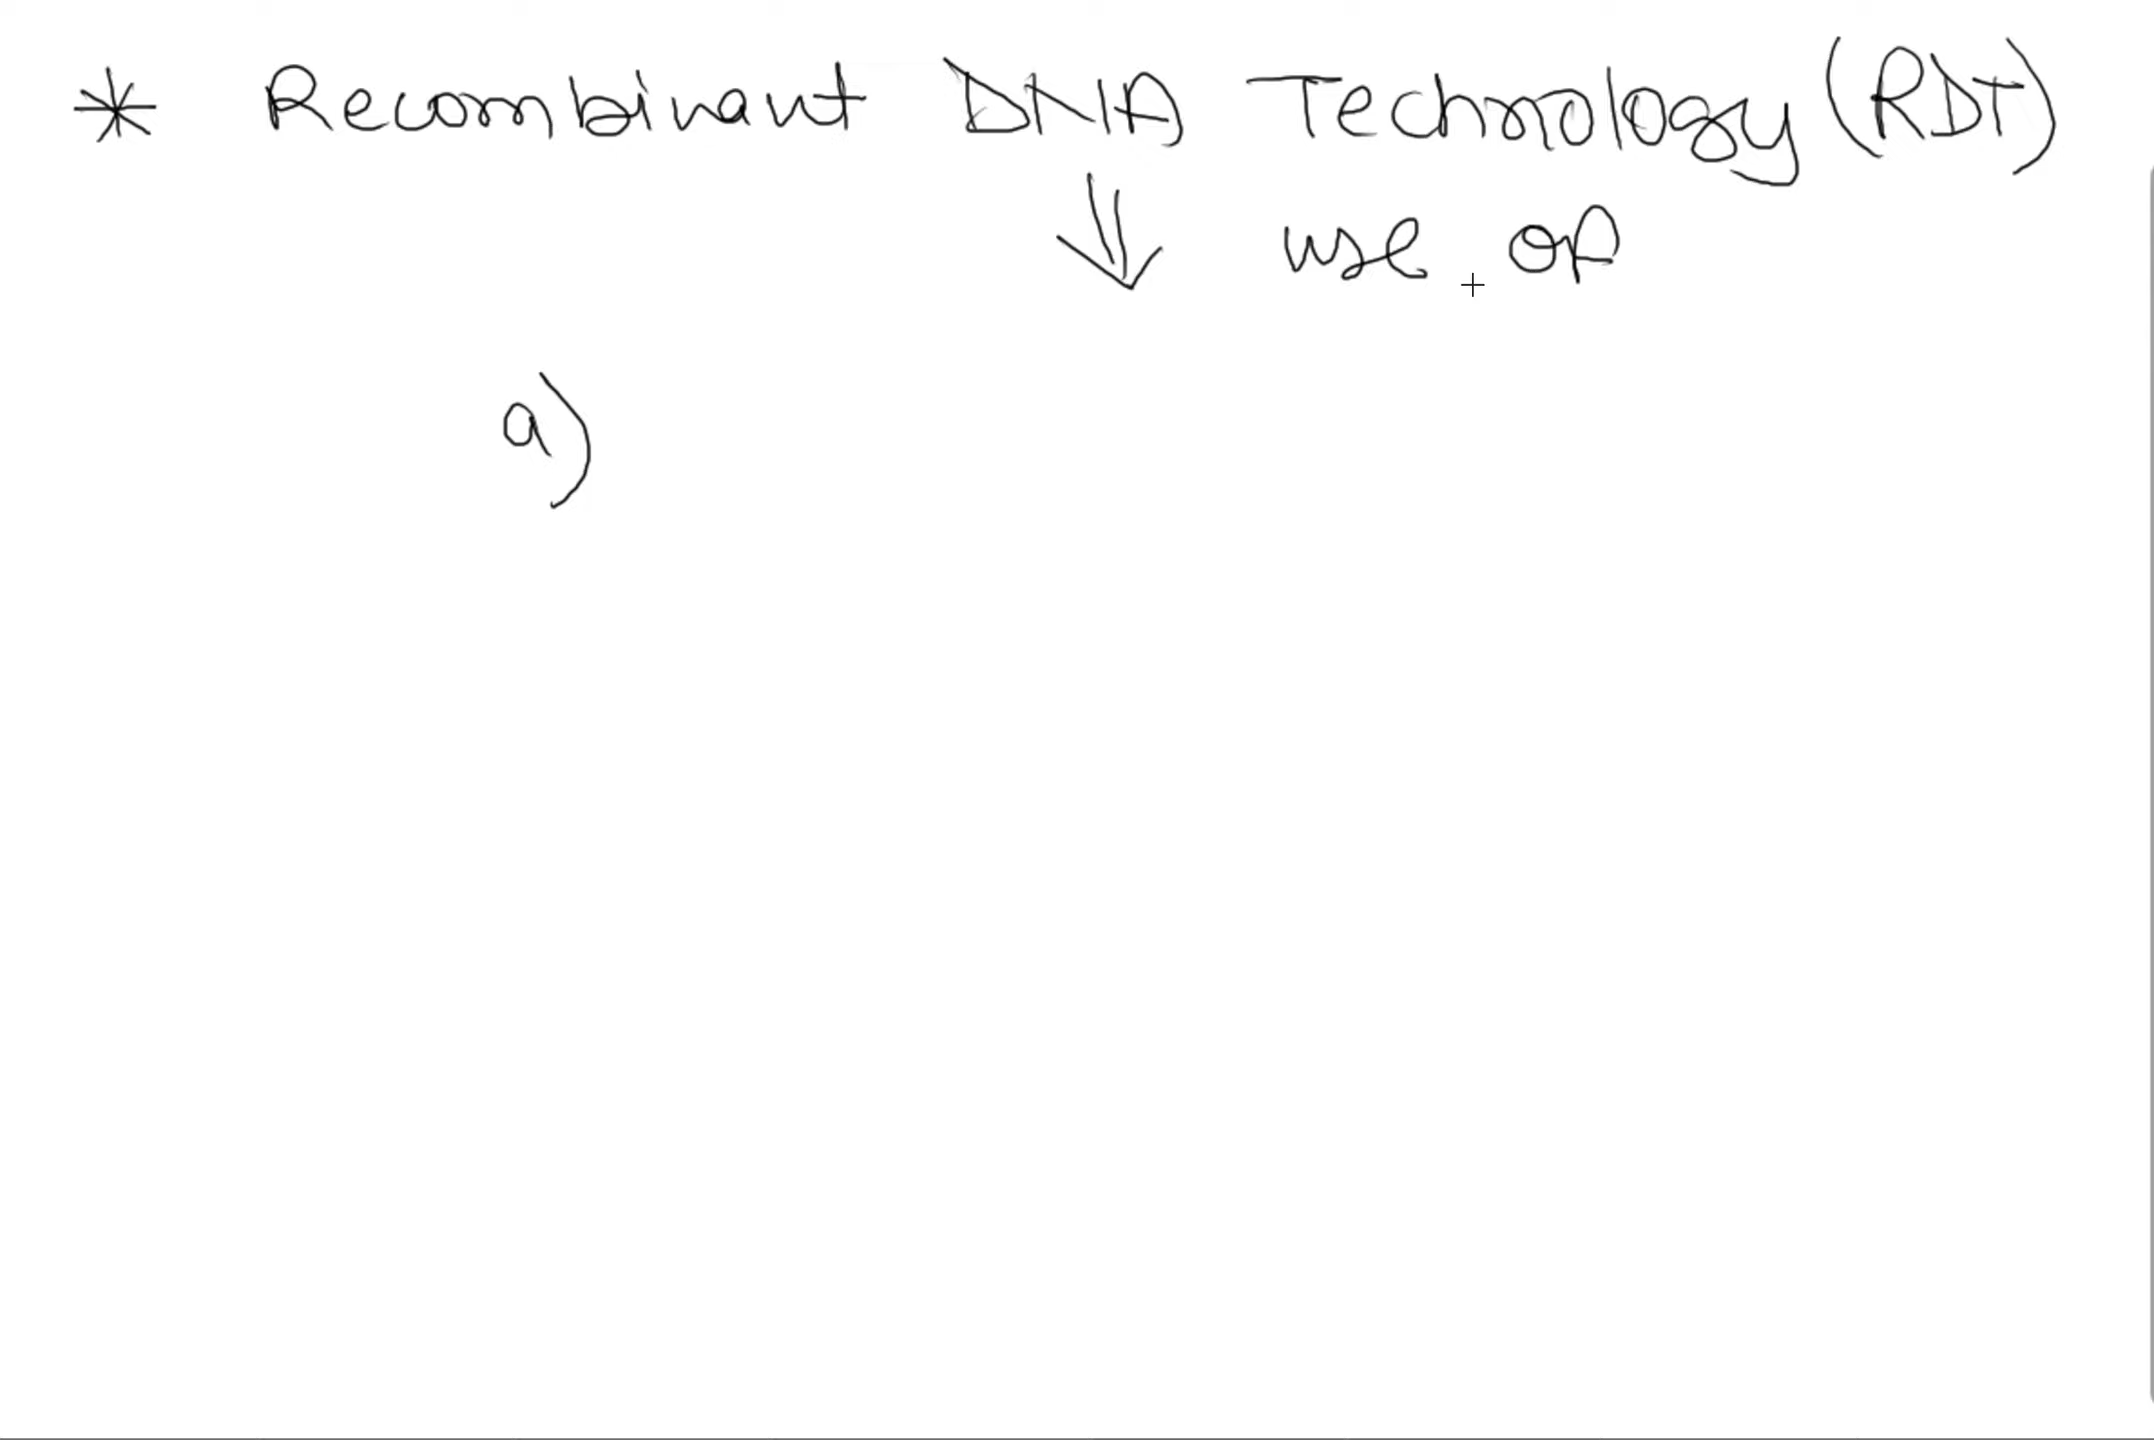 * Recombinant DNA Technology (RDT)
use of
a)